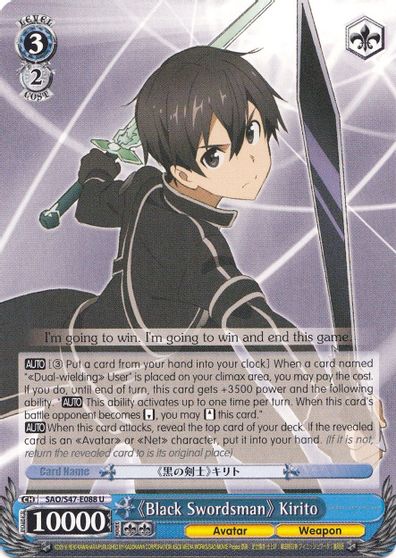 LEVEL
3
2
COST
I'm going to win. I'm going to win and end this game.
AUTO [③ Put a card from your hand into your clock] When a card named
"«Dual-wielding» User" is placed on your climax area, you may pay the cost.
If you do, until end of turn, this card gets +3500 power and the following
ability. "AUTO This ability activates up to one time per turn. When this card's
battle opponent becomes [▾], you may [▴] this card."
AUTO When this card attacks, reveal the top card of your deck. If that card
is an «Avatar» or «Net» character, put it into your hand. (If it is not,
return the revealed card to its original place)
Card Name
《黒の剣士》キリト
CH SAO/S47-E088 U
《Black Swordsman》 Kirito
POWER 10000
Avatar
Weapon